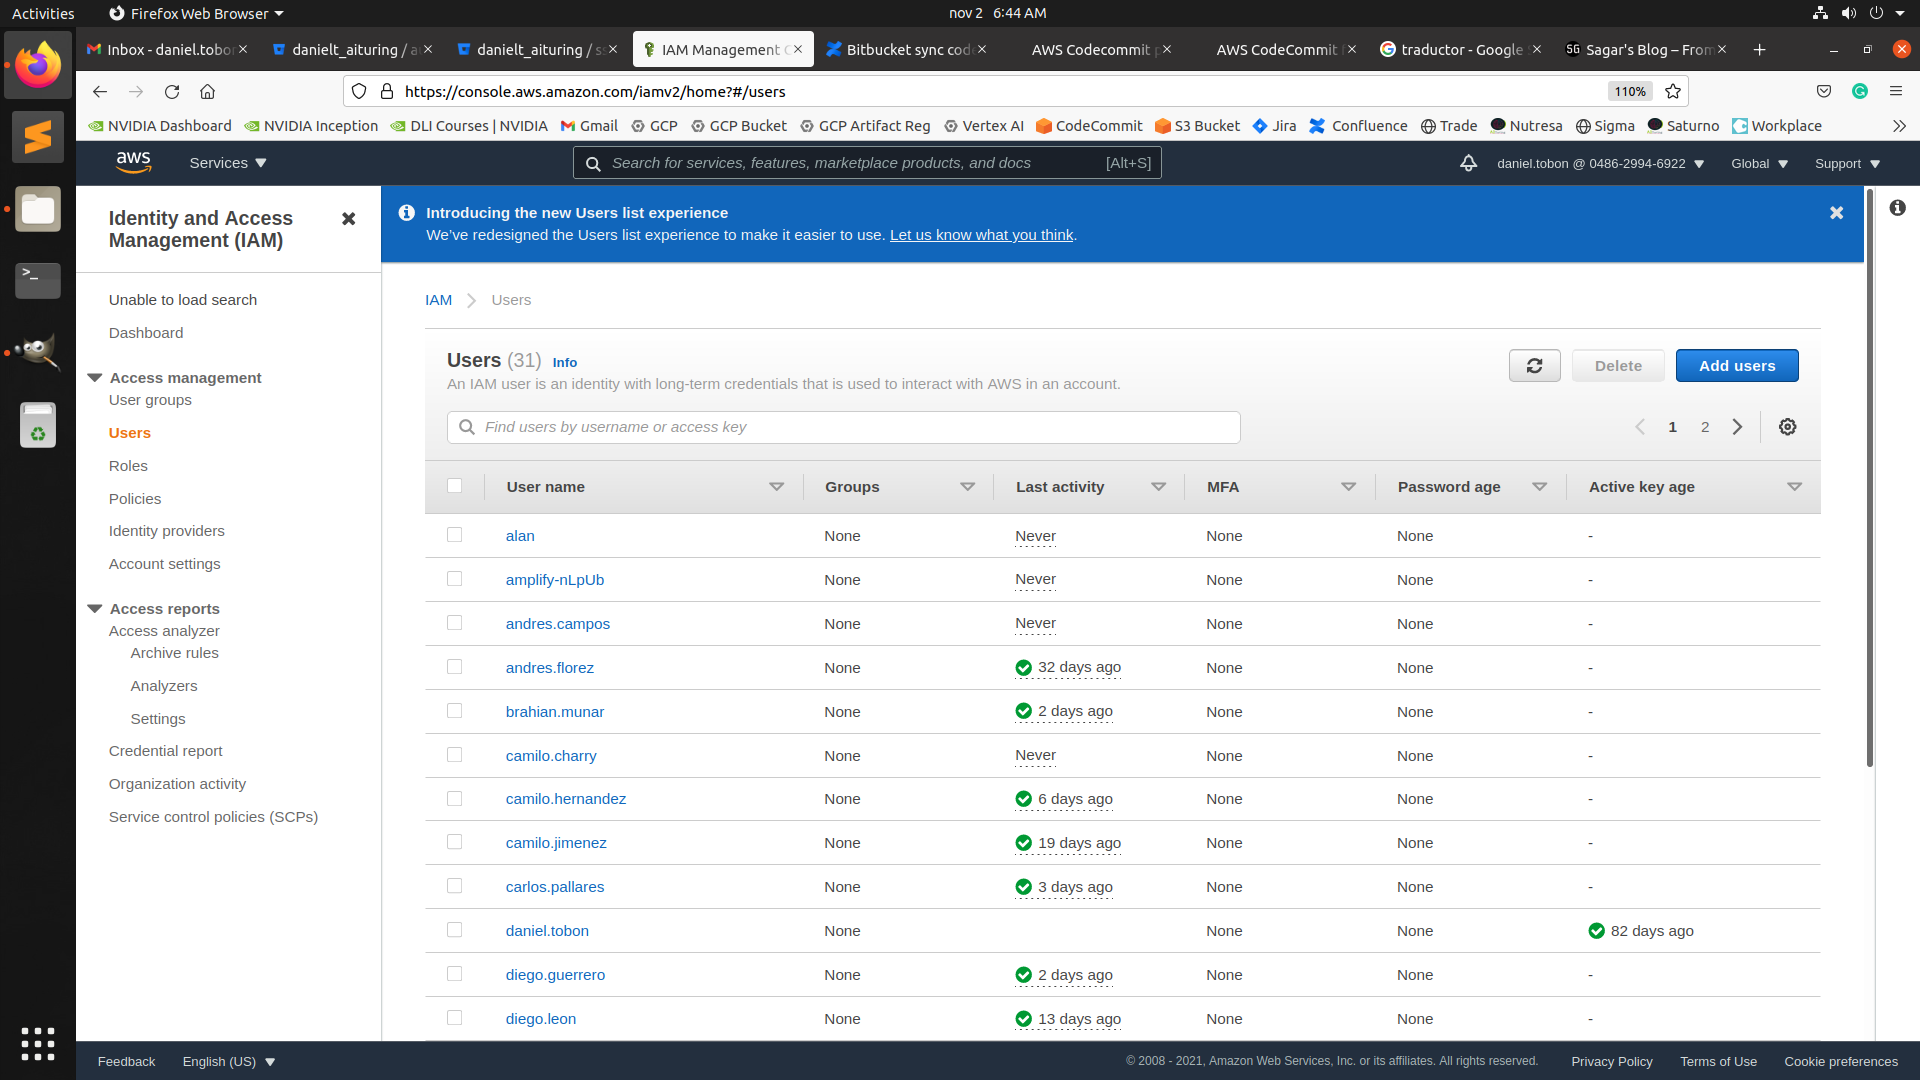 Activities
Firefox Web Browser
nov 2 6:44 AM
Inbox - daniel.tobor
danielt_aituring / a
danielt_aituring / s
IAM Management C
Bitbucket sync cod
AWS Codecommit p
AWS CodeCommit
traductor - Google
SG Sagar's Blog – From
https://console.aws.amazon.com/iamv2/home?#/users
110%
NVIDIA Dashboard
NVIDIA Inception
DLI Courses | NVIDIA
Gmail
GCP
GCP Bucket
GCP Artifact Reg
Vertex AI
CodeCommit
S3 Bucket
Jira
Confluence
Trade
Nutresa
Sigma
Saturno
Workplace
aws
Services
Search for services, features, marketplace products, and docs
[Alt+S]
daniel.tobon @ 0486-2994-6922
Global
Support
Identity and Access
Management (IAM)
Unable to load search
Dashboard
Access management
User groups
Users
Roles
Policies
Identity providers
Account settings
Access reports
Access analyzer
Archive rules
Analyzers
Settings
Credential report
Organization activity
Service control policies (SCPs)
Introducing the new Users list experience
We've redesigned the Users list experience to make it easier to use. Let us know what you think.
IAM
Users
Users (31) Info
An IAM user is an identity with long-term credentials that is used to interact with AWS in an account.
Delete
Add users
Find users by username or access key
1 2
User name Groups Last activity MFA Password age Active key age
alan None Never None None -
amplify-nLpUb None Never None None -
andres.campos None Never None None -
andres.florez None 32 days ago None None -
brahian.munar None 2 days ago None None -
camilo.charry None Never None None -
camilo.hernandez None 6 days ago None None -
camilo.jimenez None 19 days ago None None -
carlos.pallares None 3 days ago None None -
daniel.tobon None None None 82 days ago
diego.guerrero None 2 days ago None None -
diego.leon None 13 days ago None None -
Feedback
English (US)
© 2008 - 2021, Amazon Web Services, Inc. or its affiliates. All rights reserved.
Privacy Policy
Terms of Use
Cookie preferences